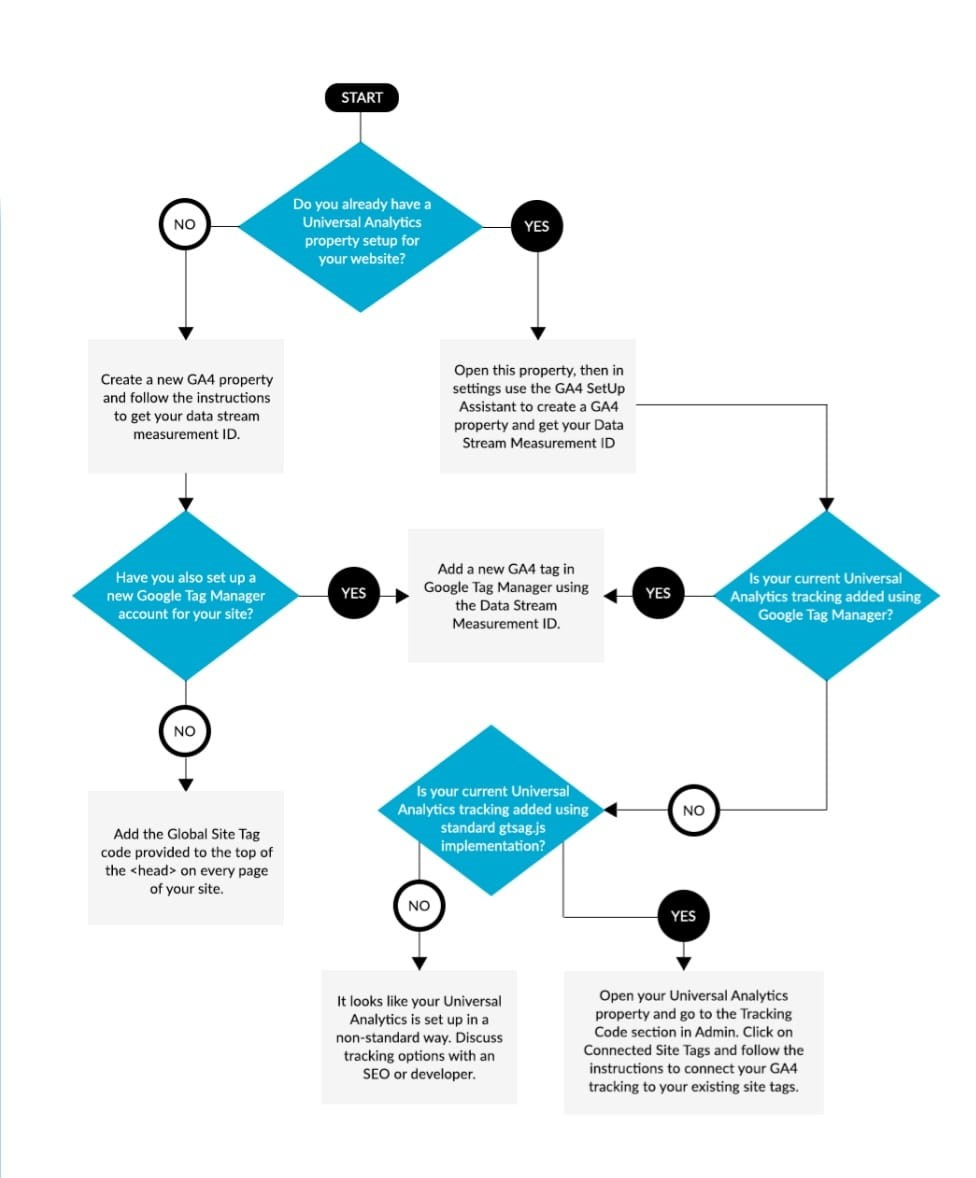 START
Do you already have a
Universal Analytics
property setup for
your website?
NO
YES
Create a new GA4 property
and follow the instructions
to get your data stream
measurement ID.
Open this property, then in
settings use the GA4 SetUp
Assistant to create a GA4
property and get your Data
Stream Measurement ID
Have you also set up a
new Google Tag Manager
account for your site?
YES
Add a new GA4 tag in
Google Tag Manager using
the Data Stream
Measurement ID.
YES
Is your current Universal
Analytics tracking added using
Google Tag Manager?
NO
Add the Global Site Tag
code provided to the top of
the <head> on every page
of your site.
Is your current Universal
Analytics tracking added using
standard gtsag.js
implementation?
NO
NO
YES
It looks like your Universal
Analytics is set up in a
non-standard way. Discuss
tracking options with an
SEO or developer.
Open your Universal Analytics
property and go to the Tracking
Code section in Admin. Click on
Connected Site Tags and follow the
instructions to connect your GA4
tracking to your existing site tags.